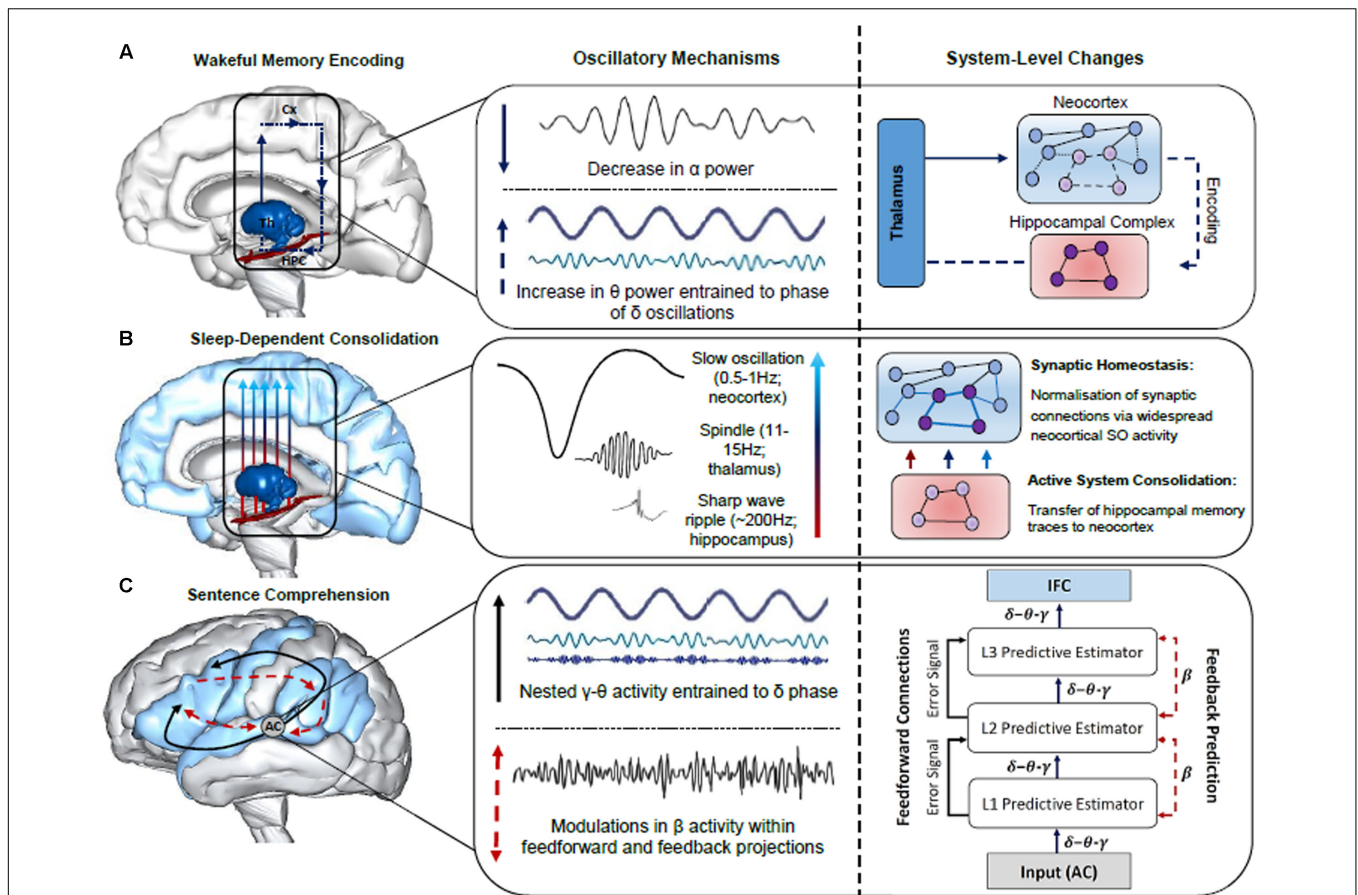 A
Wakeful Memory Encoding
Oscillatory Mechanisms
System-Level Changes
Cx
Th
HPC
Decrease in α power
Increase in θ power entrained to phase
of δ oscillations
Thalamus
Neocortex
Encoding
Hippocampal Complex
B
Sleep-Dependent Consolidation
Slow oscillation
(0.5-1Hz;
neocortex)
Spindle (11-
15Hz;
thalamus)
Sharp wave
ripple (~200Hz;
hippocampus)
Synaptic Homeostasis:
Normalisation of synaptic
connections via widespread
neocortical SO activity
Active System Consolidation:
Transfer of hippocampal memory
traces to neocortex
C
Sentence Comprehension
AC
Nested γ-θ activity entrained to δ phase
Modulations in β activity within
feedforward and feedback projections
Feedforward Connections
Error Signal
Error Signal
IFC
δ-θ-γ
L3 Predictive Estimator
δ-θ-γ
L2 Predictive Estimator
δ-θ-γ
L1 Predictive Estimator
δ-θ-γ
Input (AC)
β
β
Feedback Prediction